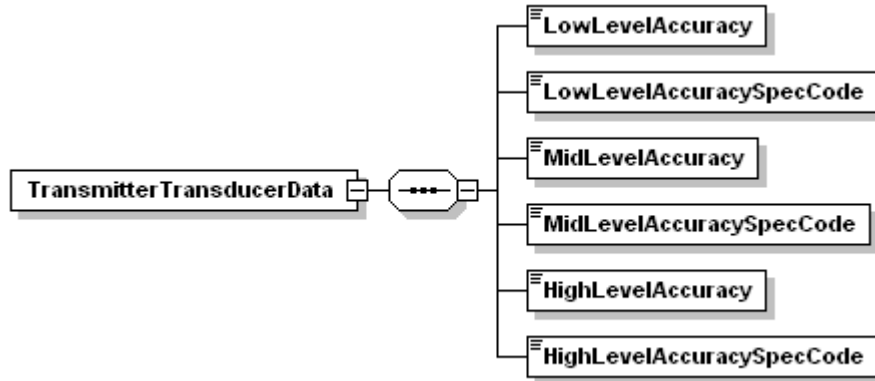 LowLevelAccuracy
LowLevelAccuracySpecCode
MidLevelAccuracy
TransmitterTransducerData
MidLevelAccuracySpecCode
HighLevelAccuracy
HighLevelAccuracySpecCode